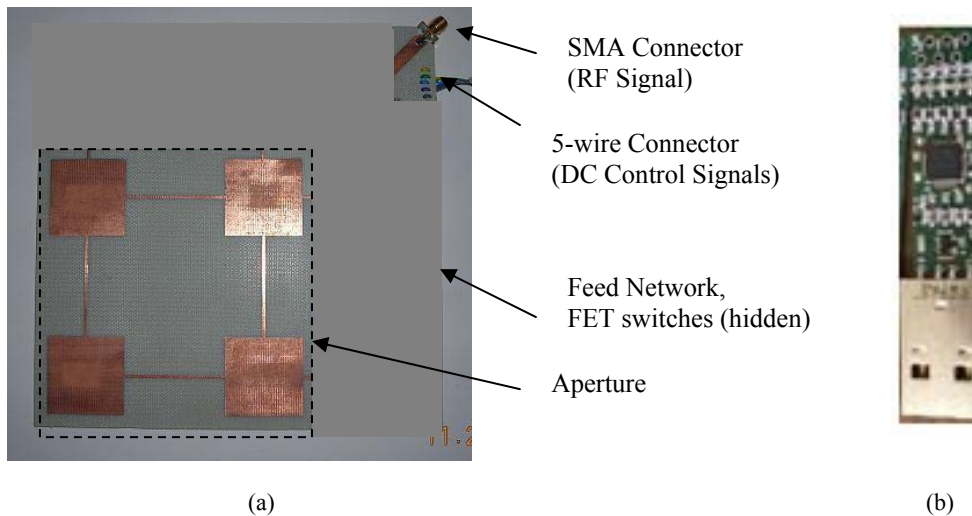 SMA Connector
(RF Signal)
5-wire Connector
(DC Control Signals)
Feed Network,
FET switches (hidden)
Aperture
(a)
(b)